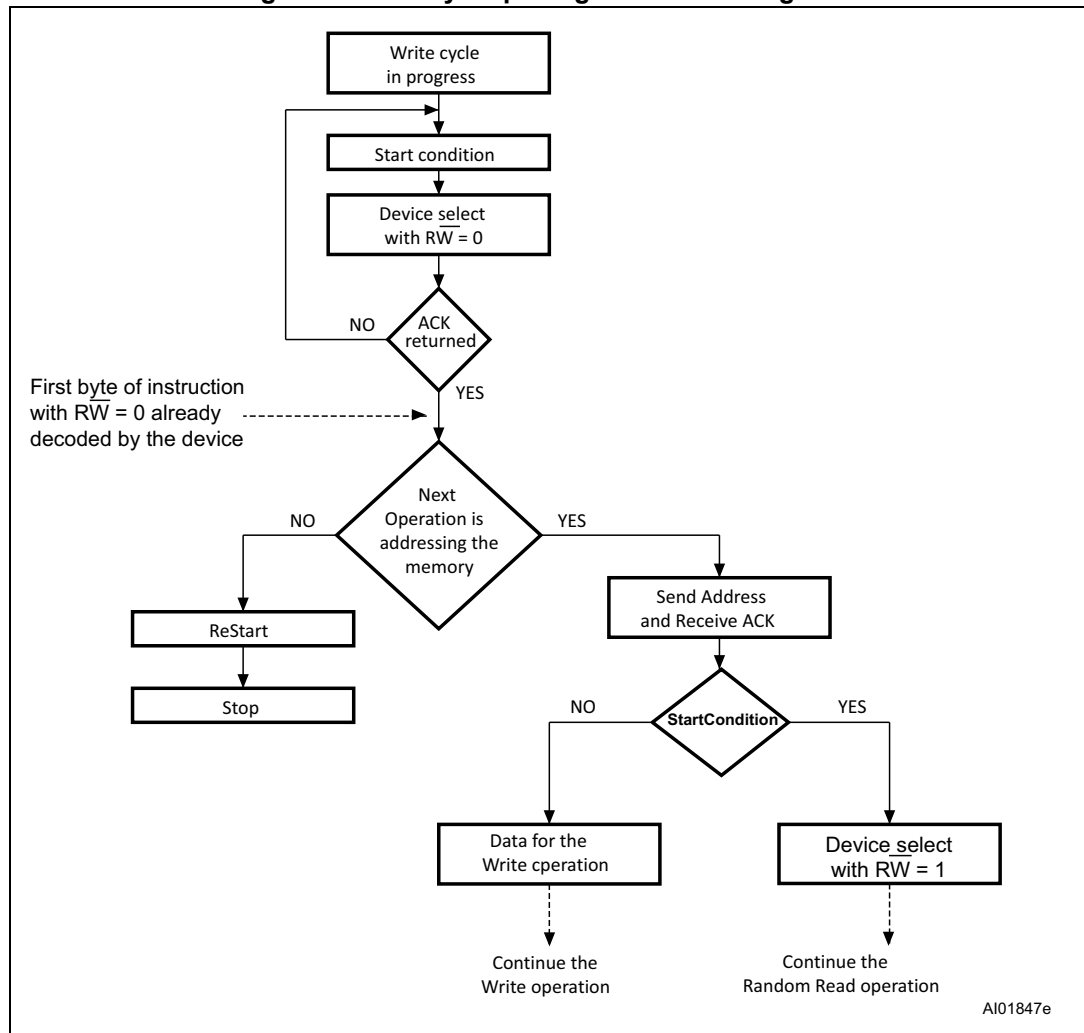 Write cycle
in progress
Start condition
Device select
with RW̅ = 0
ACK
returned
NO
YES
First byte of instruction
with RW̅ = 0 already
decoded by the device
Next
Operation is
addressing the
memory
NO
YES
ReStart
Stop
Send Address
and Receive ACK
StartCondition
NO
YES
Data for the
Write cperation
Device select
with RW̅ = 1
Continue the
Write operation
Continue the
Random Read operation
AI01847e